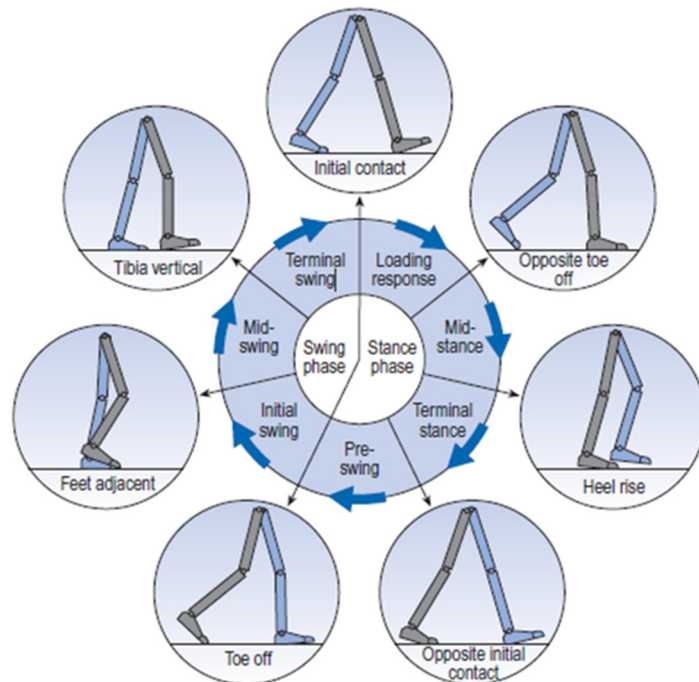 Initial contact
Tibia vertical
Opposite toe
off
Terminal
swing
Loading
response
Mid-
swing
Swing
phase
Stance
phase
Mid-
stance
Initial
swing
Terminal
stance
Pre-
swing
Feet adjacent
Heel rise
Toe off
Opposite initial
contact